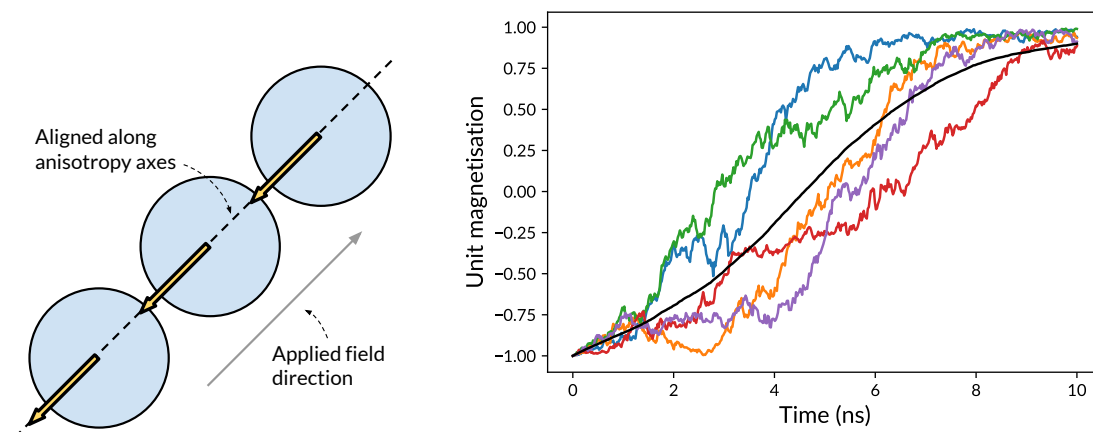 Aligned along
anisotropy axes
Applied field
direction
Unit magnetisation
1.00
0.75
0.50
0.25
0.00
−0.25
−0.50
−0.75
−1.00
0
2
4
6
8
10
Time (ns)